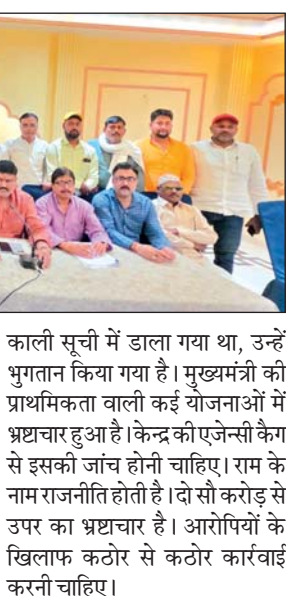 काली सूची में डाला गया था, उन्हें
भुगतान किया गया है। मुख्यमंत्री की
प्राथमिकता वाली कई योजनाओं में
भ्रष्टाचार हुआ है। केन्द्र की एजेन्सी कैग
से इसकी जांच होनी चाहिए। राम के
नाम राजनीति होती है। दो सौ करोड़ से
उपर का भ्रष्टाचार है। आरोपियों के
खिलाफ कठोर से कठोर कार्रवाई
करनी चाहिए।